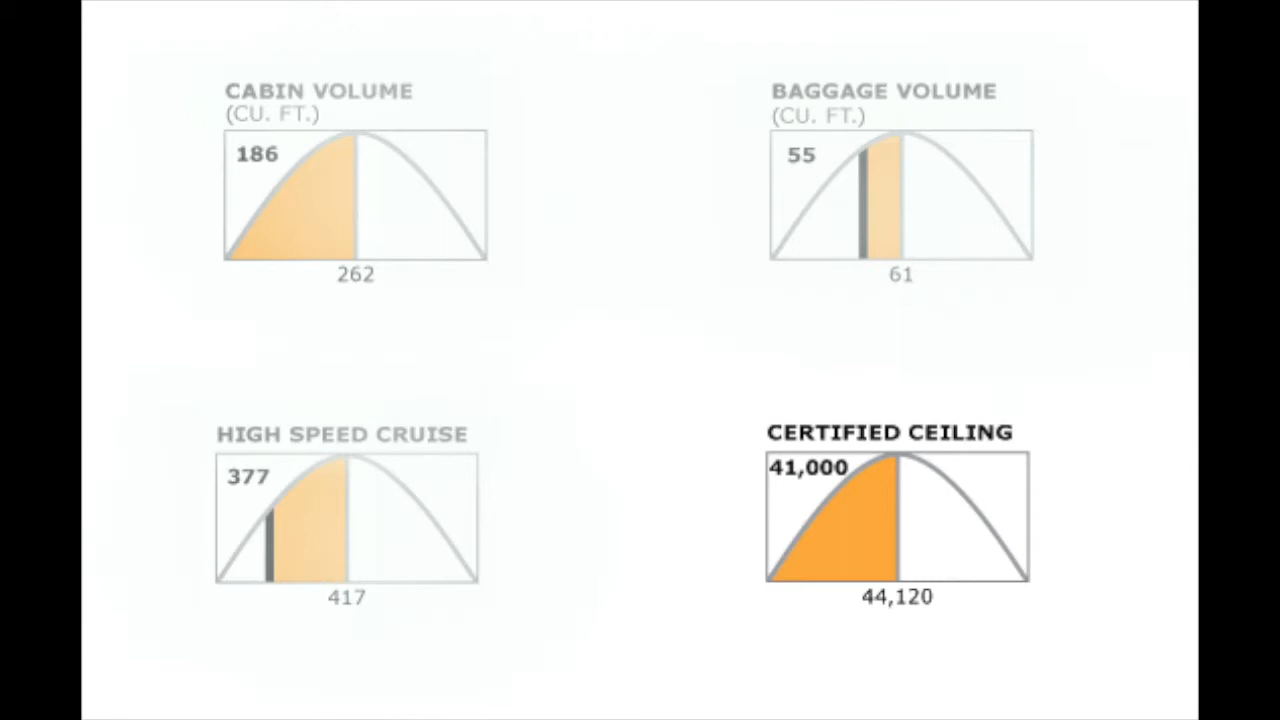 CABIN VOLUME
(CU. FT.)
186
262
BAGGAGE VOLUME
(CU. FT.)
55
61
HIGH SPEED CRUISE
377
417
CERTIFIED CEILING
41,000
44,120